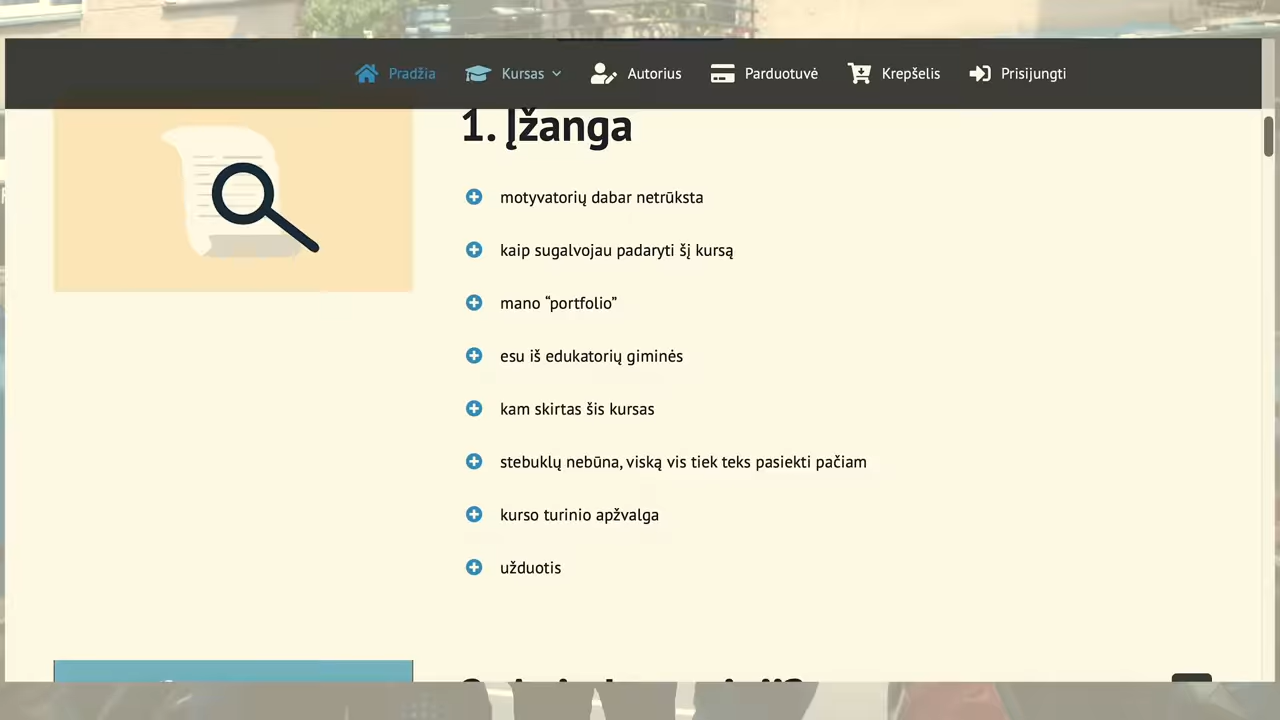 Pradžia Kursas Autorius Parduotuvė Krepšelis Prisijungti
1. Įžanga
motyvatorių dabar netrūksta
kaip sugalvojau padaryti šį kursą
mano “portfolio”
esu iš edukatorių giminės
kam skirtas šis kursas
stebuklų nebūna, viską vis tiek teks pasiekti pačiam
kurso turinio apžvalga
užduotis